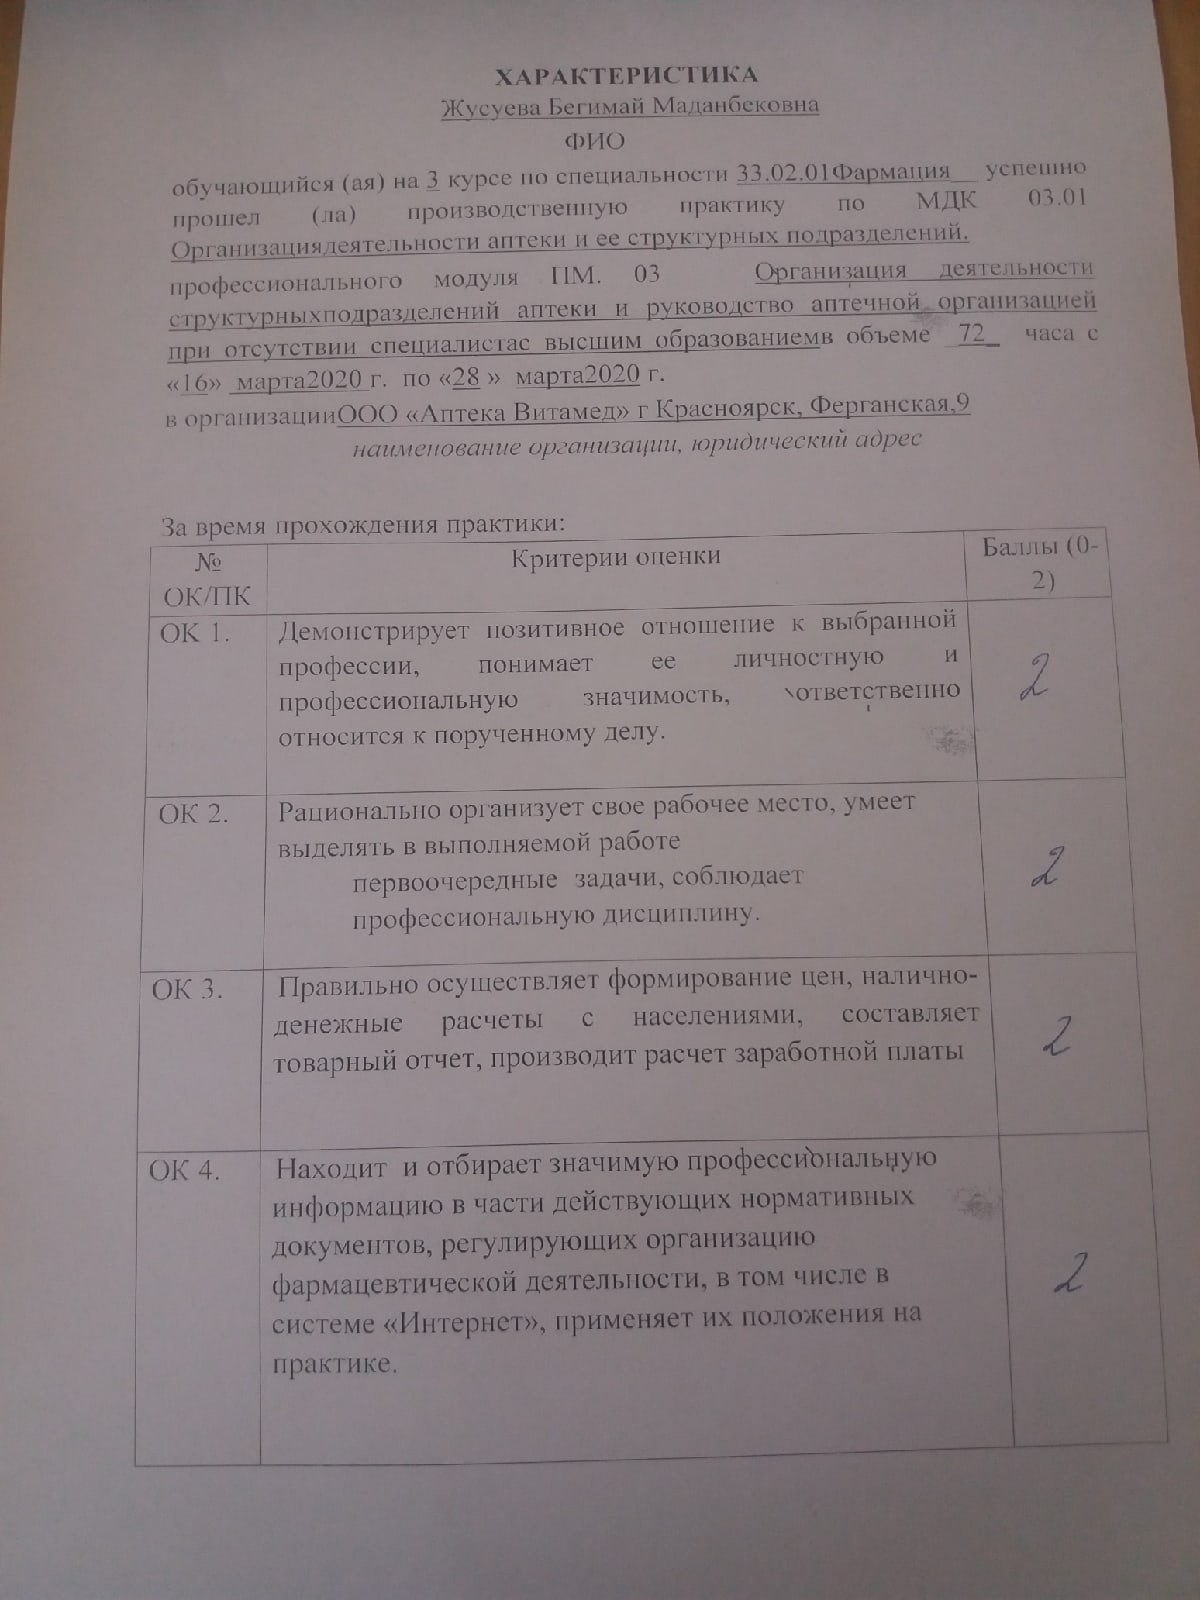 ХАРАКТЕРИСТИКА
Жусуева Бегимай Маданбековна
ФИО
обучающийся (ая) на 3 курсе по специальности 33.02.01Фармация__ успешно
прошел (ла) производственную практику по МДК 03.01
Организациядеятельности аптеки и ее структурных подразделений.
профессионального модуля ПМ. 03 Организация деятельности
структурныхподразделений аптеки и руководство аптечной организацией
при отсутствии специалистас высшим образованиемв объеме _72_ часа с
«16» _марта2020 г. по «28 » марта2020 г.
в организацииООО «Аптека Витамед» г Красноярск, Ферганская,9
наименование организации, юридический адрес
За время прохождения практики:
№ ОК/ПК
Критерии оценки
Баллы (0-
2)
ОК 1.
Демонстрирует позитивное отношение к выбранной
профессии, понимает ее личностную и
профессиональную значимость, ответственно
относится к порученному делу.
2
ОК 2.
Рационально организует свое рабочее место, умеет
выделять в выполняемой работе
первоочередные задачи, соблюдает
профессиональную дисциплину.
2
ОК 3.
Правильно осуществляет формирование цен, налично-
денежные расчеты с населениями, составляет
товарный отчет, производит расчет заработной платы
2
ОК 4.
Находит и отбирает значимую профессиональную
информацию в части действующих нормативных
документов, регулирующих организацию
фармацевтической деятельности, в том числе в
системе «Интернет», применяет их положения на
практике.
2